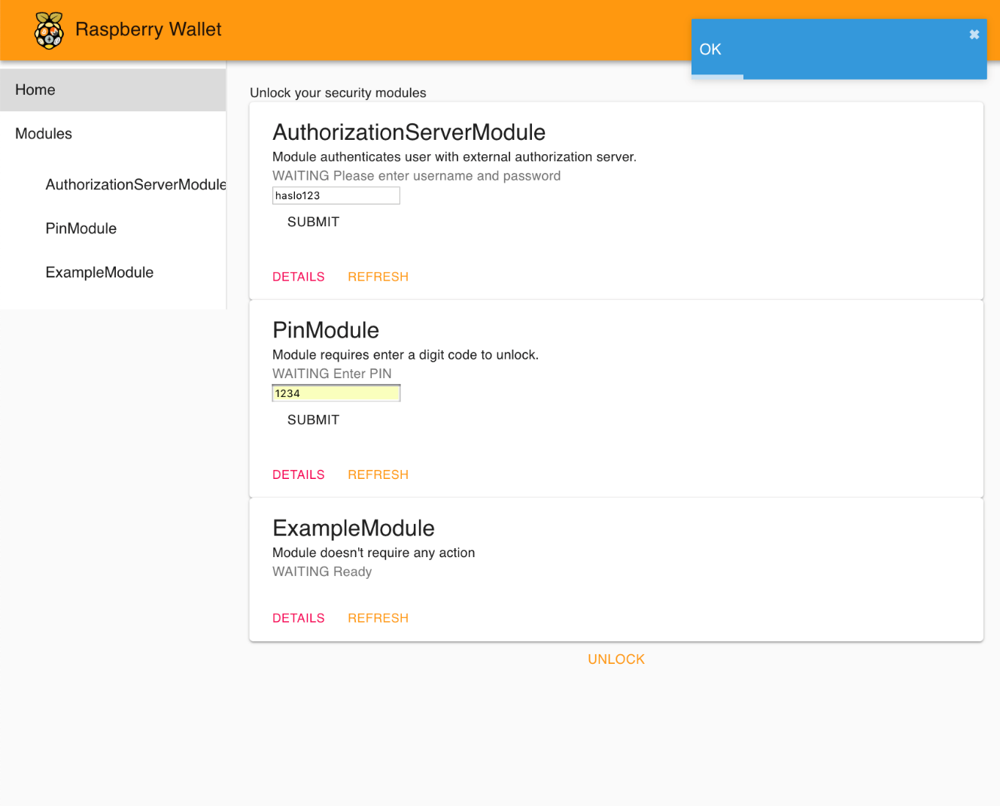 Raspberry Wallet
OK
✖
Home
Modules
AuthorizationServerModule
PinModule
ExampleModule
Unlock your security modules
AuthorizationServerModule
Module authenticates user with external authorization server.
WAITING Please enter username and password
haslo123
SUBMIT
DETAILS REFRESH
PinModule
Module requires enter a digit code to unlock.
WAITING Enter PIN
1234
SUBMIT
DETAILS REFRESH
ExampleModule
Module doesn't require any action
WAITING Ready
DETAILS REFRESH
UNLOCK